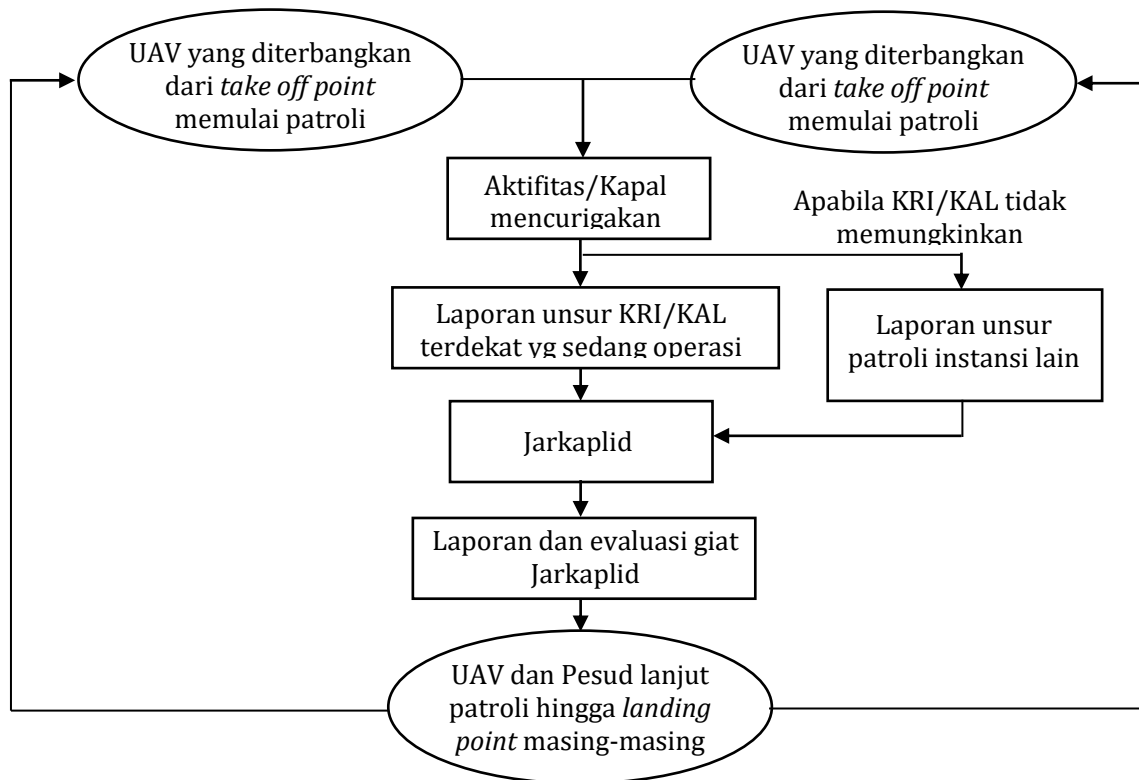 UAV yang diterbangkan
dari take off point
memulai patroli
UAV yang diterbangkan
dari take off point
memulai patroli
Aktifitas/Kapal
mencurigakan
Apabila KRI/KAL tidak
memungkinkan
Laporan unsur KRI/KAL
terdekat yg sedang operasi
Laporan unsur
patroli instansi lain
Jarkaplid
Laporan dan evaluasi giat
Jarkaplid
UAV dan Pesud lanjut
patroli hingga landing
point masing-masing